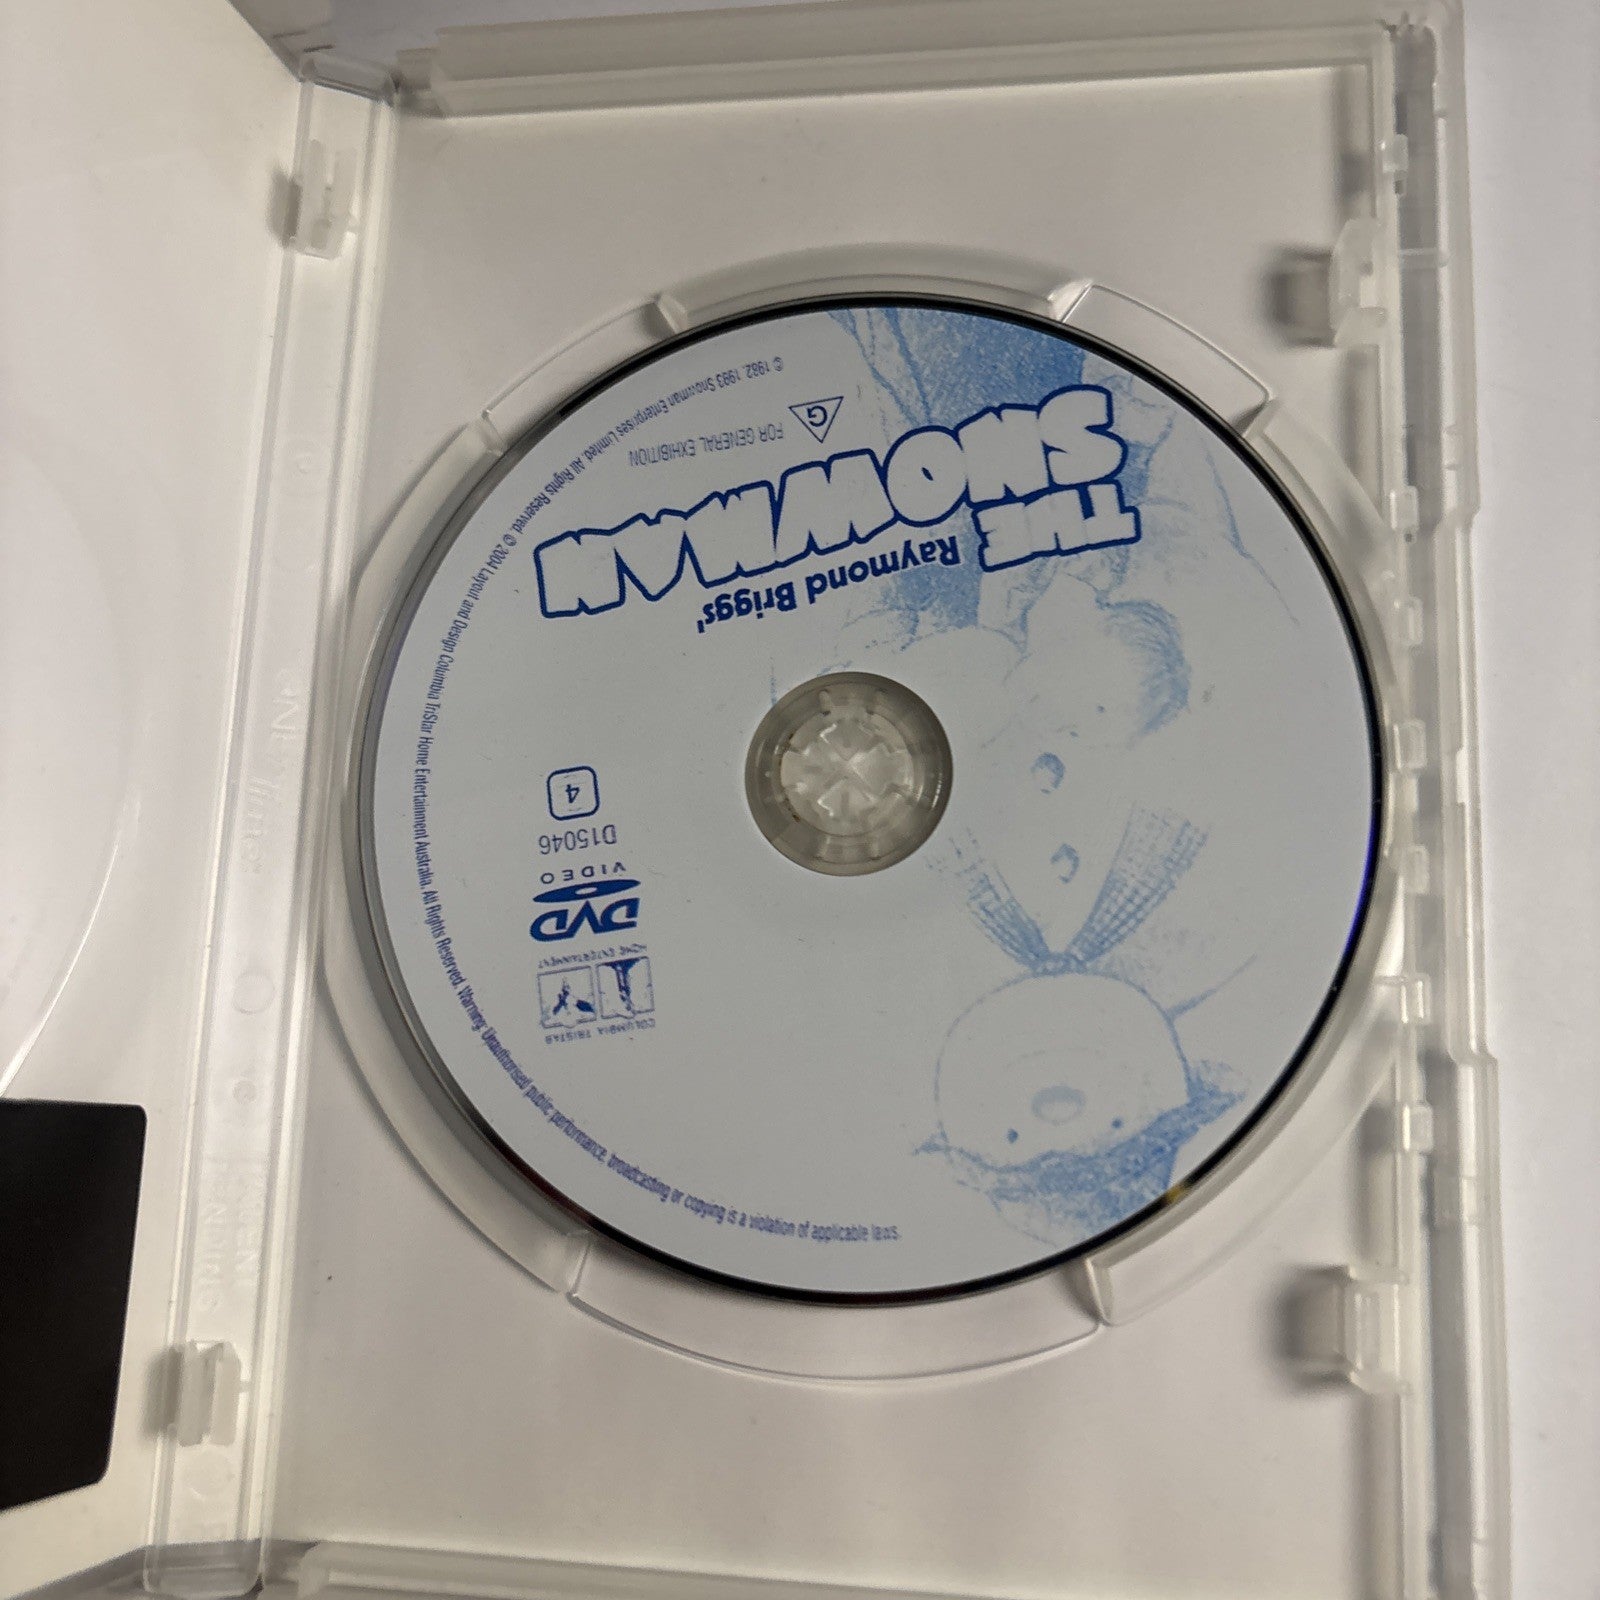 Raymond Briggs'
THE
SNOWMAN
G
FOR GENERAL EXHIBITION
4
D15046
DVD
VIDEO
COLUMBIA TRISTAR
HOME ENTERTAINMENT
© 1982, 1993 Snowman Enterprises Limited. All Rights Reserved. © 2004 Layout and Design Columbia TriStar Home Entertainment Australia. All Rights Reserved. Warning: Unauthorised public performance, broadcasting or copying is a violation of applicable laws.